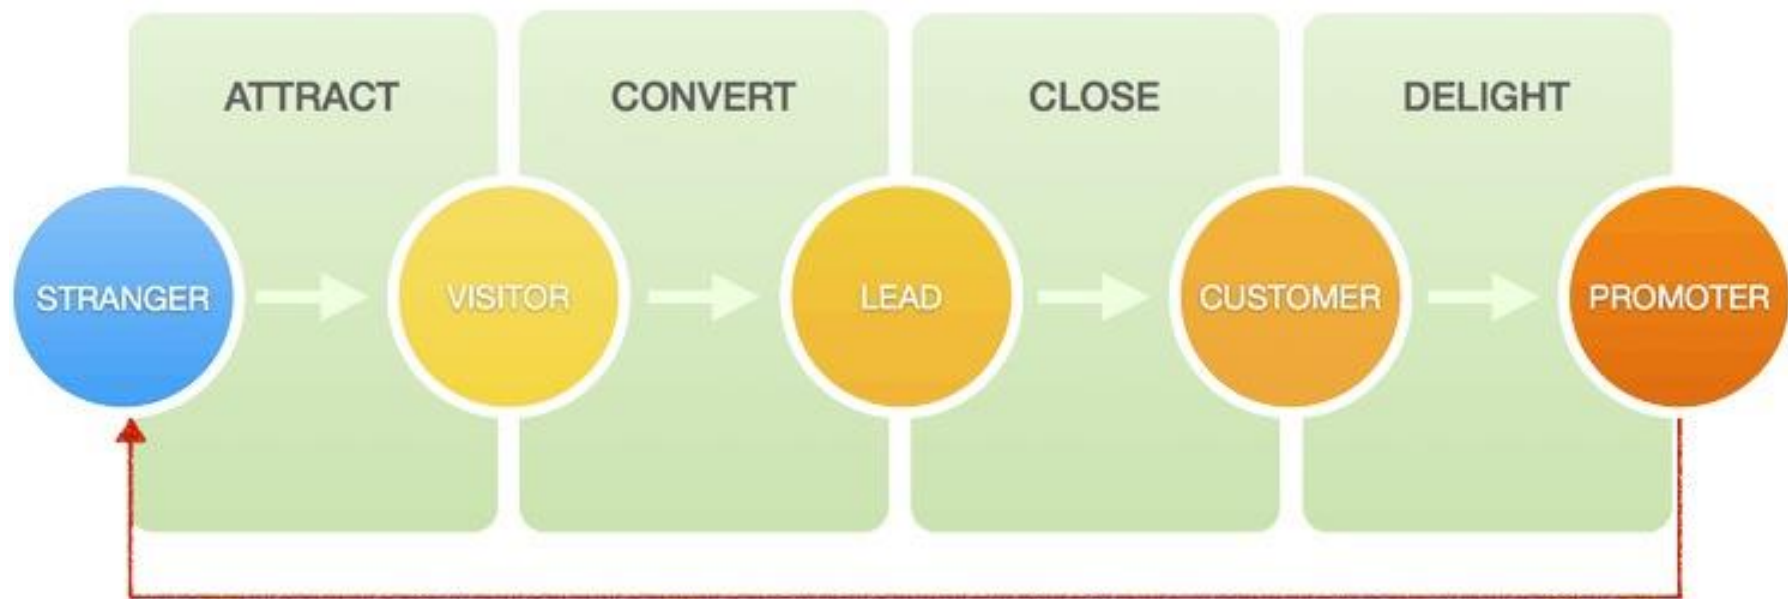 ATTRACT
CONVERT
CLOSE
DELIGHT
STRANGER
VISITOR
LEAD
CUSTOMER
PROMOTER